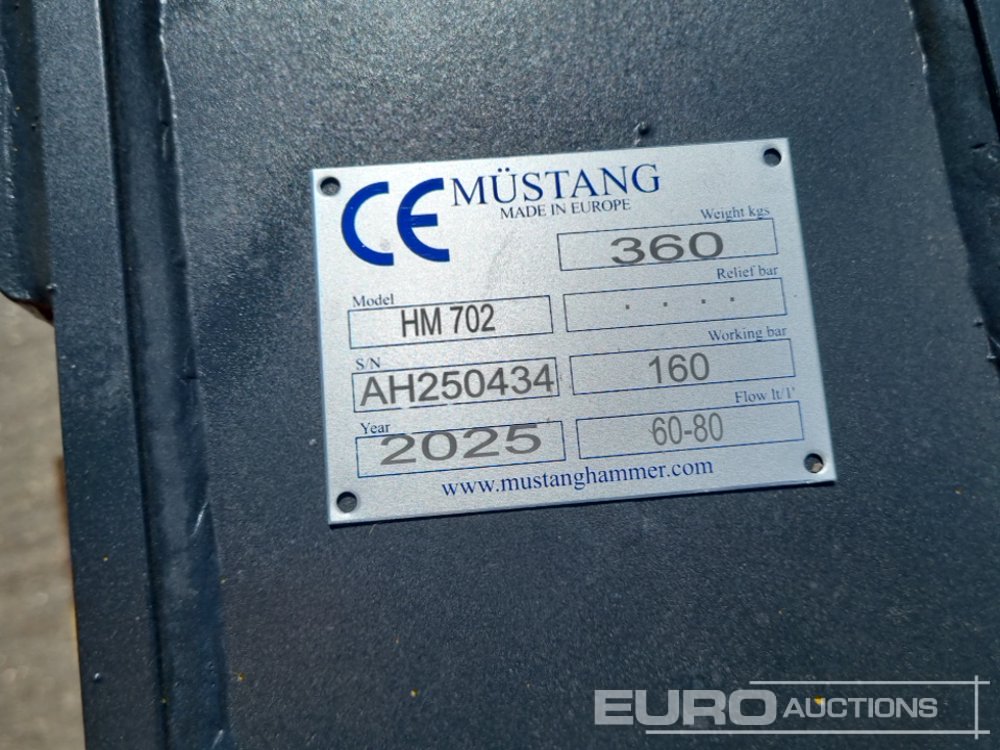 CE MÜSTANG
MADE IN EUROPE
Weight kgs
360
Relief bar
. . . .
Model
HM 702
Working bar
160
S/N
AH250434
Flow lt/1'
60-80
Year
2025
www.mustanghammer.com
EURO AUCTIONS